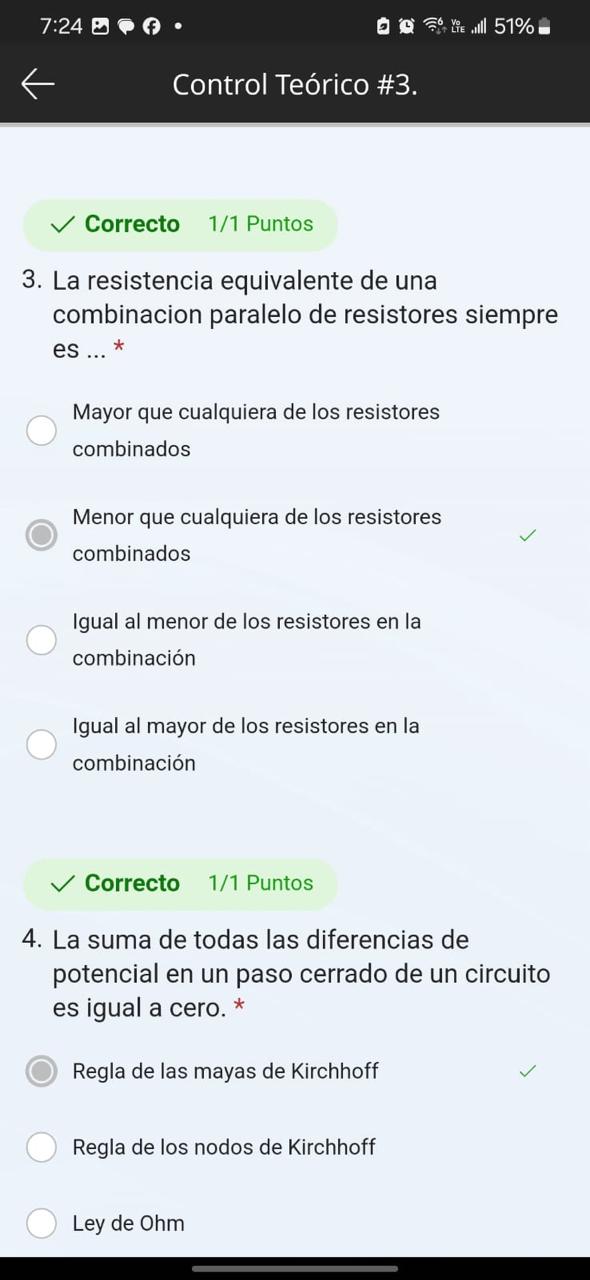 7:24
Vo
LTE
51%
Control Teórico #3.
Correcto 1/1 Puntos
3. La resistencia equivalente de una
combinacion paralelo de resistores siempre
es ... *
Mayor que cualquiera de los resistores
combinados
Menor que cualquiera de los resistores
combinados
Igual al menor de los resistores en la
combinación
Igual al mayor de los resistores en la
combinación
Correcto 1/1 Puntos
4. La suma de todas las diferencias de
potencial en un paso cerrado de un circuito
es igual a cero. *
Regla de las mayas de Kirchhoff
Regla de los nodos de Kirchhoff
Ley de Ohm